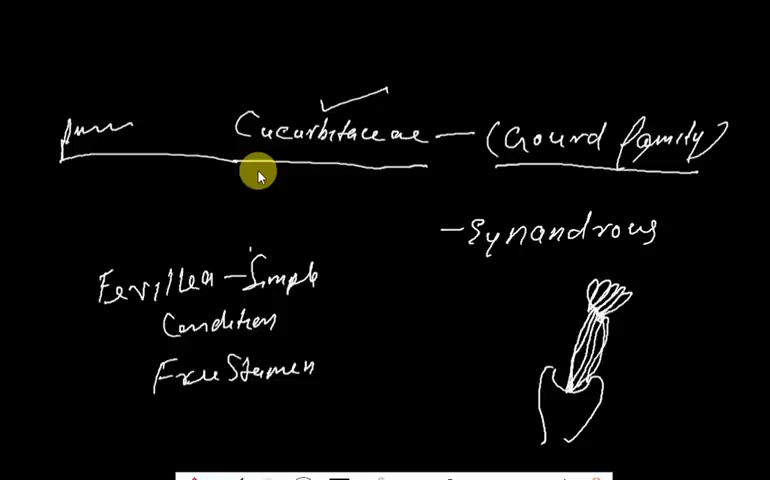 Cucurbitaceae — (Gourd family)
- Synandrous
Fevillea - Simple
Condition
Free Stamen